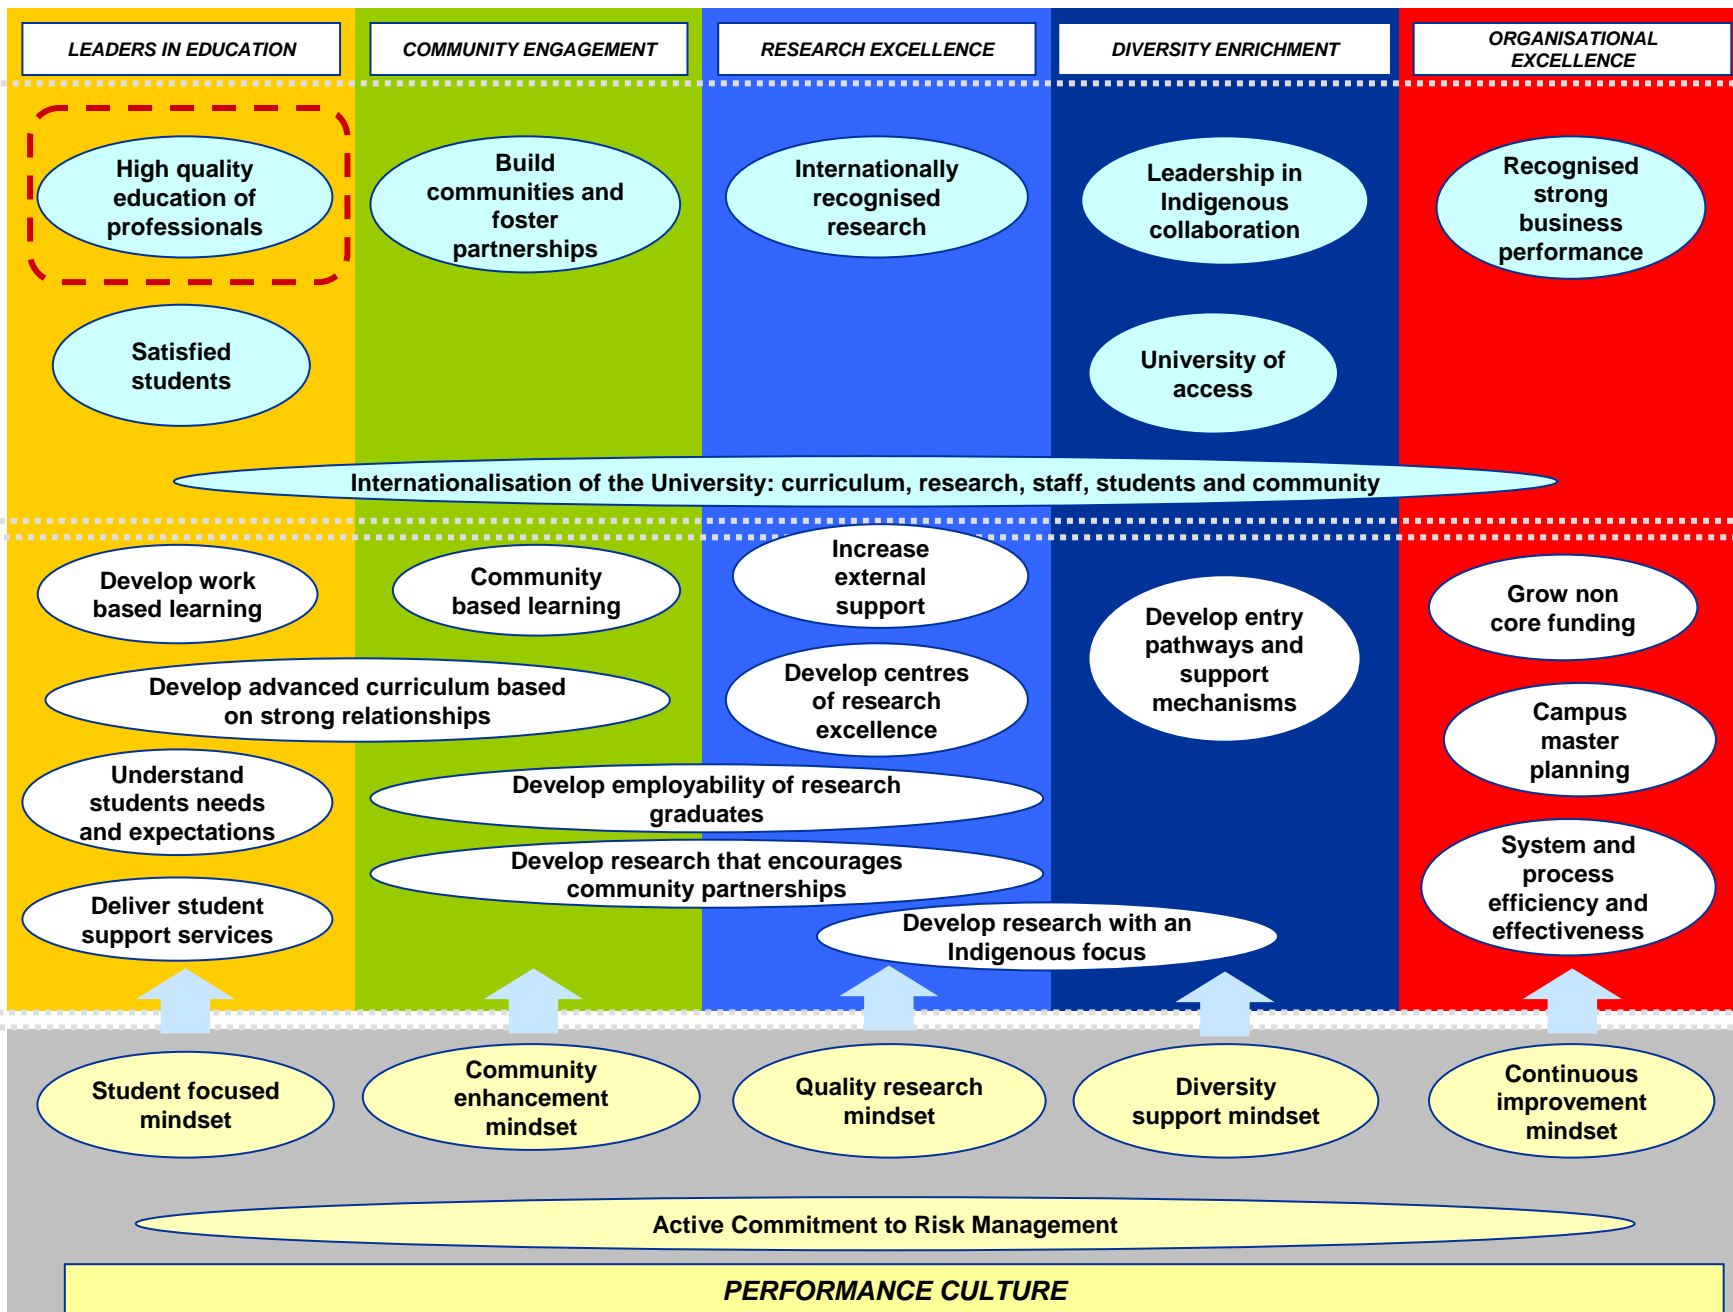 LEADERS IN EDUCATION
COMMUNITY ENGAGEMENT
RESEARCH EXCELLENCE
DIVERSITY ENRICHMENT
ORGANISATIONAL
EXCELLENCE
High quality
education of
professionals
Build
communities and
foster
partnerships
Internationally
recognised
research
Leadership in
Indigenous
collaboration
Recognised
strong
business
performance
Satisfied
students
University of
access
Internationalisation of the University: curriculum, research, staff, students and community
Develop work
based learning
Community
based learning
Increase
external
support
Develop entry
pathways and
support
mechanisms
Grow non
core funding
Develop advanced curriculum based
on strong relationships
Develop centres
of research
excellence
Campus
master
planning
Understand
students needs
and expectations
Develop employability of research
graduates
Develop research that encourages
community partnerships
System and
process
efficiency and
effectiveness
Deliver student
support services
Develop research with an
Indigenous focus
Student focused
mindset
Community
enhancement
mindset
Quality research
mindset
Diversity
support mindset
Continuous
improvement
mindset
Active Commitment to Risk Management
PERFORMANCE CULTURE